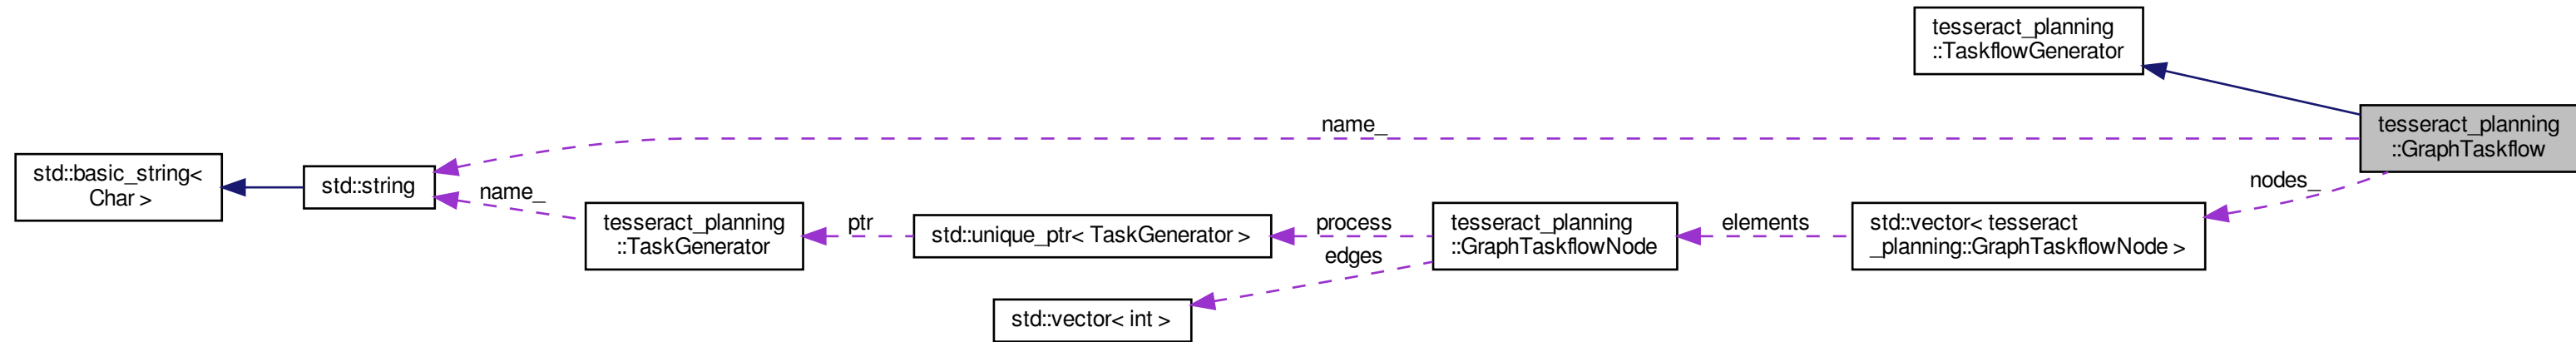 tesseract_planning
::TaskflowGenerator
name_
tesseract_planning
::GraphTaskflow
std::basic_string<
Char >
std::string
name_
nodes_
tesseract_planning
::TaskGenerator
ptr
std::unique_ptr< TaskGenerator >
process
edges
tesseract_planning
::GraphTaskflowNode
elements
std::vector< tesseract
_planning::GraphTaskflowNode >
std::vector< int >